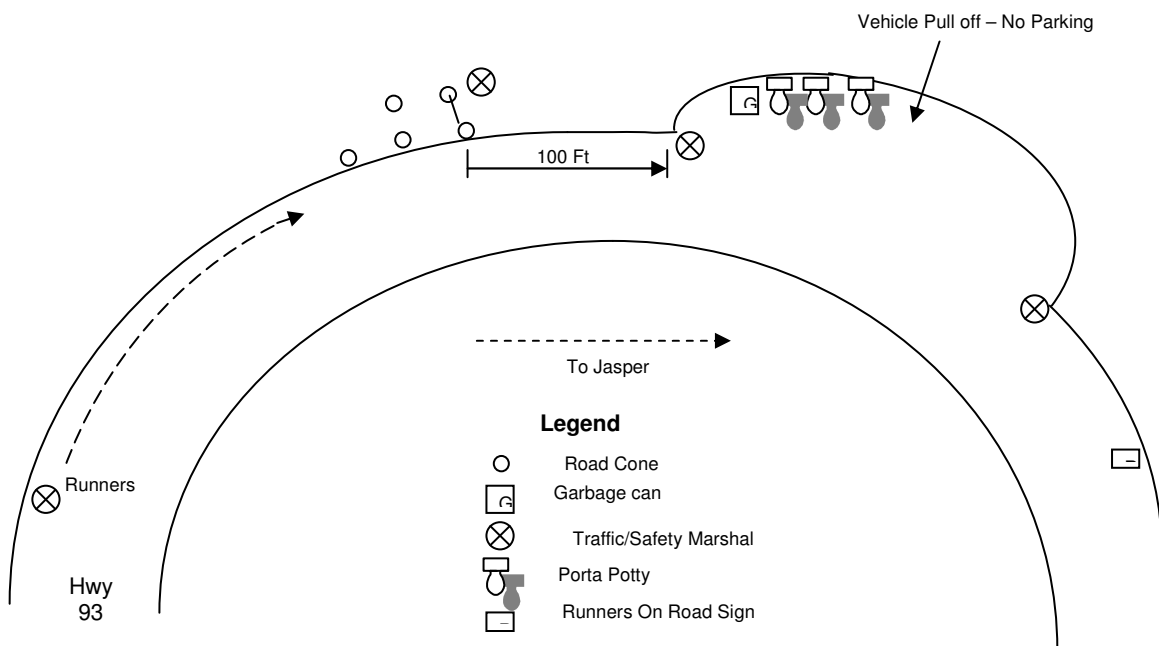 Vehicle Pull off – No Parking
G
100 Ft
To Jasper
Runners
Hwy
93
Legend
Road Cone
G
Garbage can
Traffic/Safety Marshal
Porta Potty
Runners On Road Sign